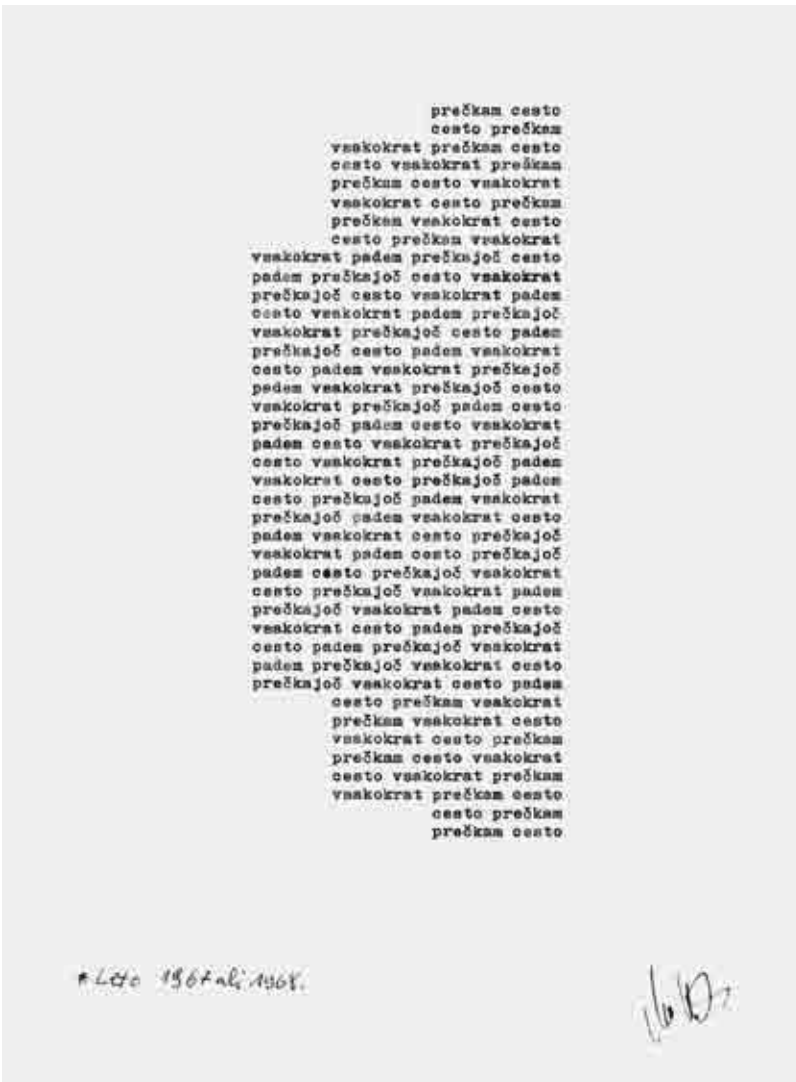 prečkam cesto
cesto prečkam
vsakokrat prečkam cesto
cesto vsakokrat prečkam
prečkam cesto vsakokrat
vsakokrat cesto prečkam
prečkam vsakokrat cesto
cesto prečkam vsakokrat
vsakokrat padem prečkajoč cesto
padem prečkajoč cesto vsakokrat
prečkajoč cesto vsakokrat padem
cesto vsakokrat padem prečkajoč
vsakokrat prečkajoč cesto padem
prečkajoč cesto padem vsakokrat
cesto padem vsakokrat prečkajoč
padem vsakokrat prečkajoč cesto
vsakokrat prečkajoč padem cesto
prečkajoč padem cesto vsakokrat
padem cesto vsakokrat prečkajoč
cesto vsakokrat prečkajoč padem
vsakokrat cesto prečkajoč padem
cesto prečkajoč padem vsakokrat
prečkajoč padem vsakokrat cesto
padem vsakokrat cesto prečkajoč
vsakokrat padem cesto prečkajoč
padem cesto prečkajoč vsakokrat
cesto prečkajoč vsakokrat padem
prečkajoč vsakokrat padem cesto
vsakokrat cesto padem prečkajoč
cesto padem prečkajoč vsakokrat
padem prečkajoč vsakokrat cesto
prečkajoč vsakokrat cesto padem
cesto prečkam vsakokrat
prečkam vsakokrat cesto
vsakokrat cesto prečkam
prečkam cesto vsakokrat
cesto vsakokrat prečkam
vsakokrat prečkam cesto
cesto prečkam
prečkam cesto
* Leto 1967 ali 1968.